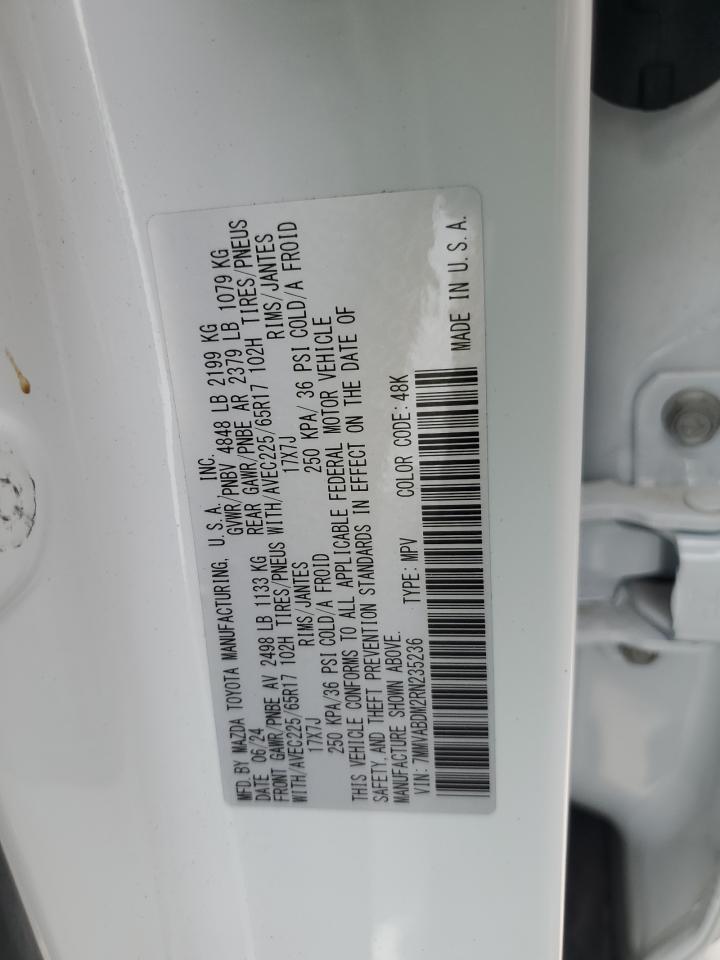 MFD. BY MAZDA TOYOTA MANUFACTURING, U.S.A, INC.
DATE 06/24 GVWR/PNBV 4848 LB 2199 KG
FRONT GAWR/PNBE AV 2498 LB 1133 KG REAR GAWR/PNBE AR 2379 LB 1079 KG
WITH/AVEC225/65R17 102H TIRES/PNEUS WITH/AVEC225/65R17 102H TIRES/PNEUS
17X7J RIMS/JANTES 17X7J RIMS/JANTES
250 KPA/36 PSI COLD/A FROID 250 KPA/ 36 PSI COLD/A FROID
THIS VEHICLE CONFORMS TO ALL APPLICABLE FEDERAL MOTOR VEHICLE
SAFETY, AND THEFT PREVENTION STANDARDS IN EFFECT ON THE DATE OF
MANUFACTURE SHOWN ABOVE.
VIN: 7MMVABDM2RN235236 TYPE: MPV COLOR CODE: 48K
MADE IN U.S.A.